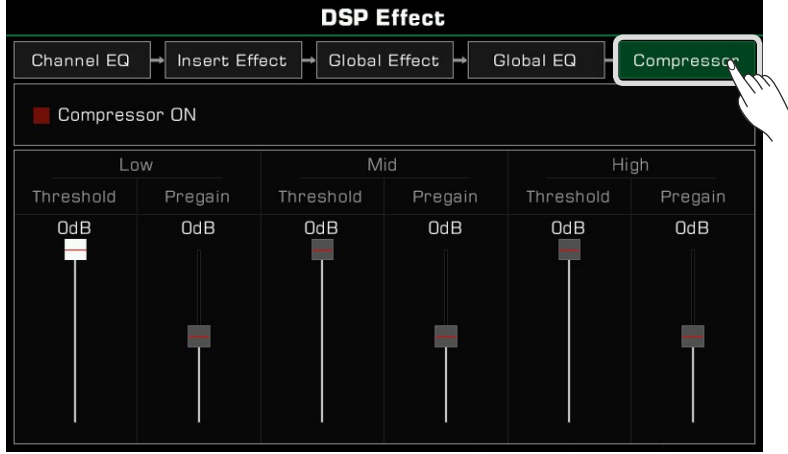 DSP Effect
Channel EQ Insert Effect Global Effect Global EQ Compressor
Compressor ON
Low Mid High
Threshold Pregain Threshold Pregain Threshold Pregain
0dB 0dB 0dB 0dB 0dB 0dB